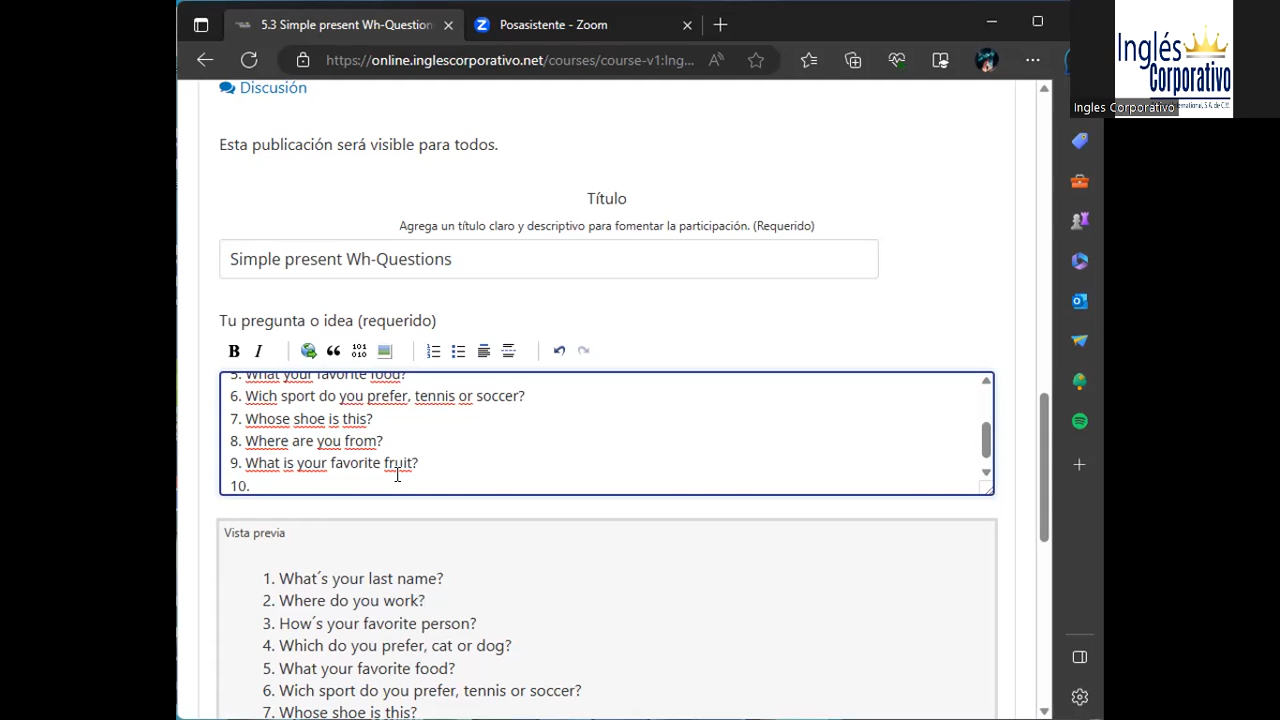 5.3 Simple present Wh-Question
Posasistente - Zoom
https://online.inglescorporativo.net/courses/course-v1:Ing...
Inglés
Corporativo
Ingles Corporativo
Discusión
Esta publicación será visible para todos.
Título
Agrega un título claro y descriptivo para fomentar la participación. (Requerido)
Simple present Wh-Questions
Tu pregunta o idea (requerido)
B I
5. What your favorite food?
6. Wich sport do you prefer, tennis or soccer?
7. Whose shoe is this?
8. Where are you from?
9. What is your favorite fruit?
10.
Vista previa
1. What´s your last name?
2. Where do you work?
3. How´s your favorite person?
4. Which do you prefer, cat or dog?
5. What your favorite food?
6. Wich sport do you prefer, tennis or soccer?
7. Whose shoe is this?